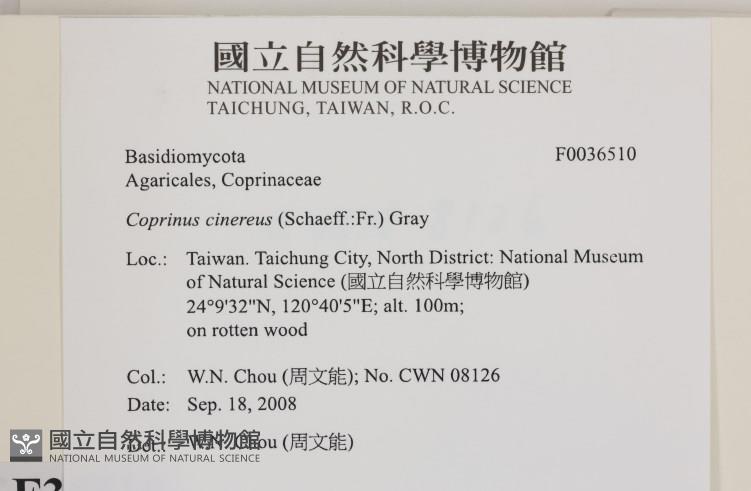 國立自然科學博物館
NATIONAL MUSEUM OF NATURAL SCIENCE
TAICHUNG, TAIWAN, R.O.C.
Basidiomycota F0036510
Agaricales, Coprinaceae
Coprinus cinereus (Schaeff.:Fr.) Gray
Loc.: Taiwan. Taichung City, North District: National Museum
of Natural Science (國立自然科學博物館)
24°9'32"N, 120°40'5"E; alt. 100m;
on rotten wood
Col.: W.N. Chou (周文能); No. CWN 08126
Date: Sep. 18, 2008
Det.: W.N. Chou (周文能)
國立自然科學博物館
NATIONAL MUSEUM OF NATURAL SCIENCE